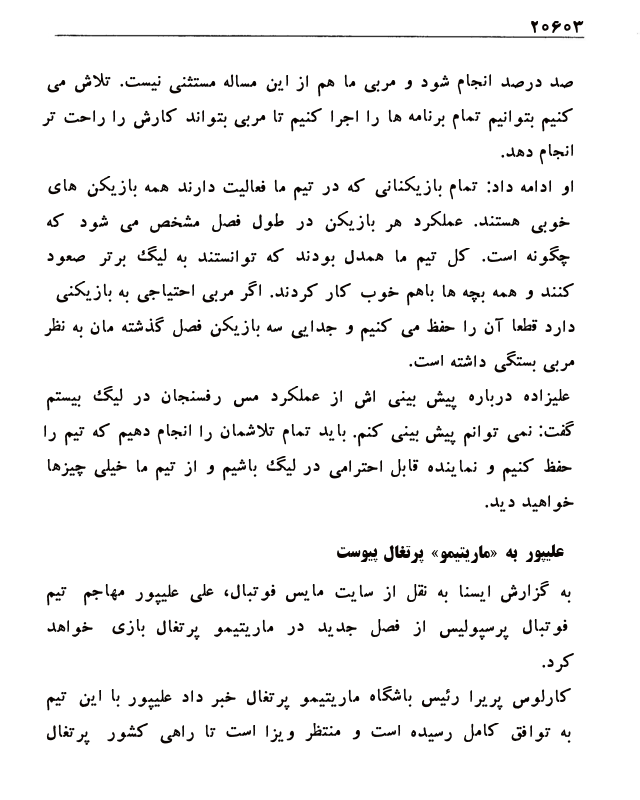 ۲۰۶۰۳
صد درصد انجام شود و مربی ما هم از این مساله مستثنی نیست. تلاش می
کنیم بتوانیم تمام برنامه ها را اجرا کنیم تا مربی بتواند کارش را راحت تر
انجام دهد.
او ادامه داد: تمام بازیکنانی که در تیم ما فعالیت دارند همه بازیکن های
خوبی هستند. عملکرد هر بازیکن در طول فصل مشخص می شود که
چگونه است. کل تیم ما همدل بودند که توانستند به لیگ برتر صعود
کنند و همه بچه ها باهم خوب کار کردند. اگر مربی احتیاجی به بازیکنی
دارد قطعا آن را حفظ می کنیم و جدایی سه بازیکن فصل گذشته مان به نظر
مربی بستگی داشته است.
علیزاده درباره پیش بینی اش از عملکرد مس رفسنجان در لیگ بیستم
گفت: نمی توانم پیش بینی کنم. باید تمام تلاشمان را انجام دهیم که تیم را
حفظ کنیم و نماینده قابل احترامی در لیگ باشیم و از تیم ما خیلی چیزها
خواهید دید.
علیپور به «ماریتیمو» پرتغال پیوست
به گزارش ایسنا به نقل از سایت مایس فوتبال، علی علیپور مهاجم تیم
فوتبال پرسپولیس از فصل جدید در ماریتیمو پرتغال بازی خواهد
کرد.
کارلوس پریرا رئیس باشگاه ماریتیمو پرتغال خبر داد علیپور با این تیم
به توافق کامل رسیده است و منتظر ویزا است تا راهی کشور پرتغال